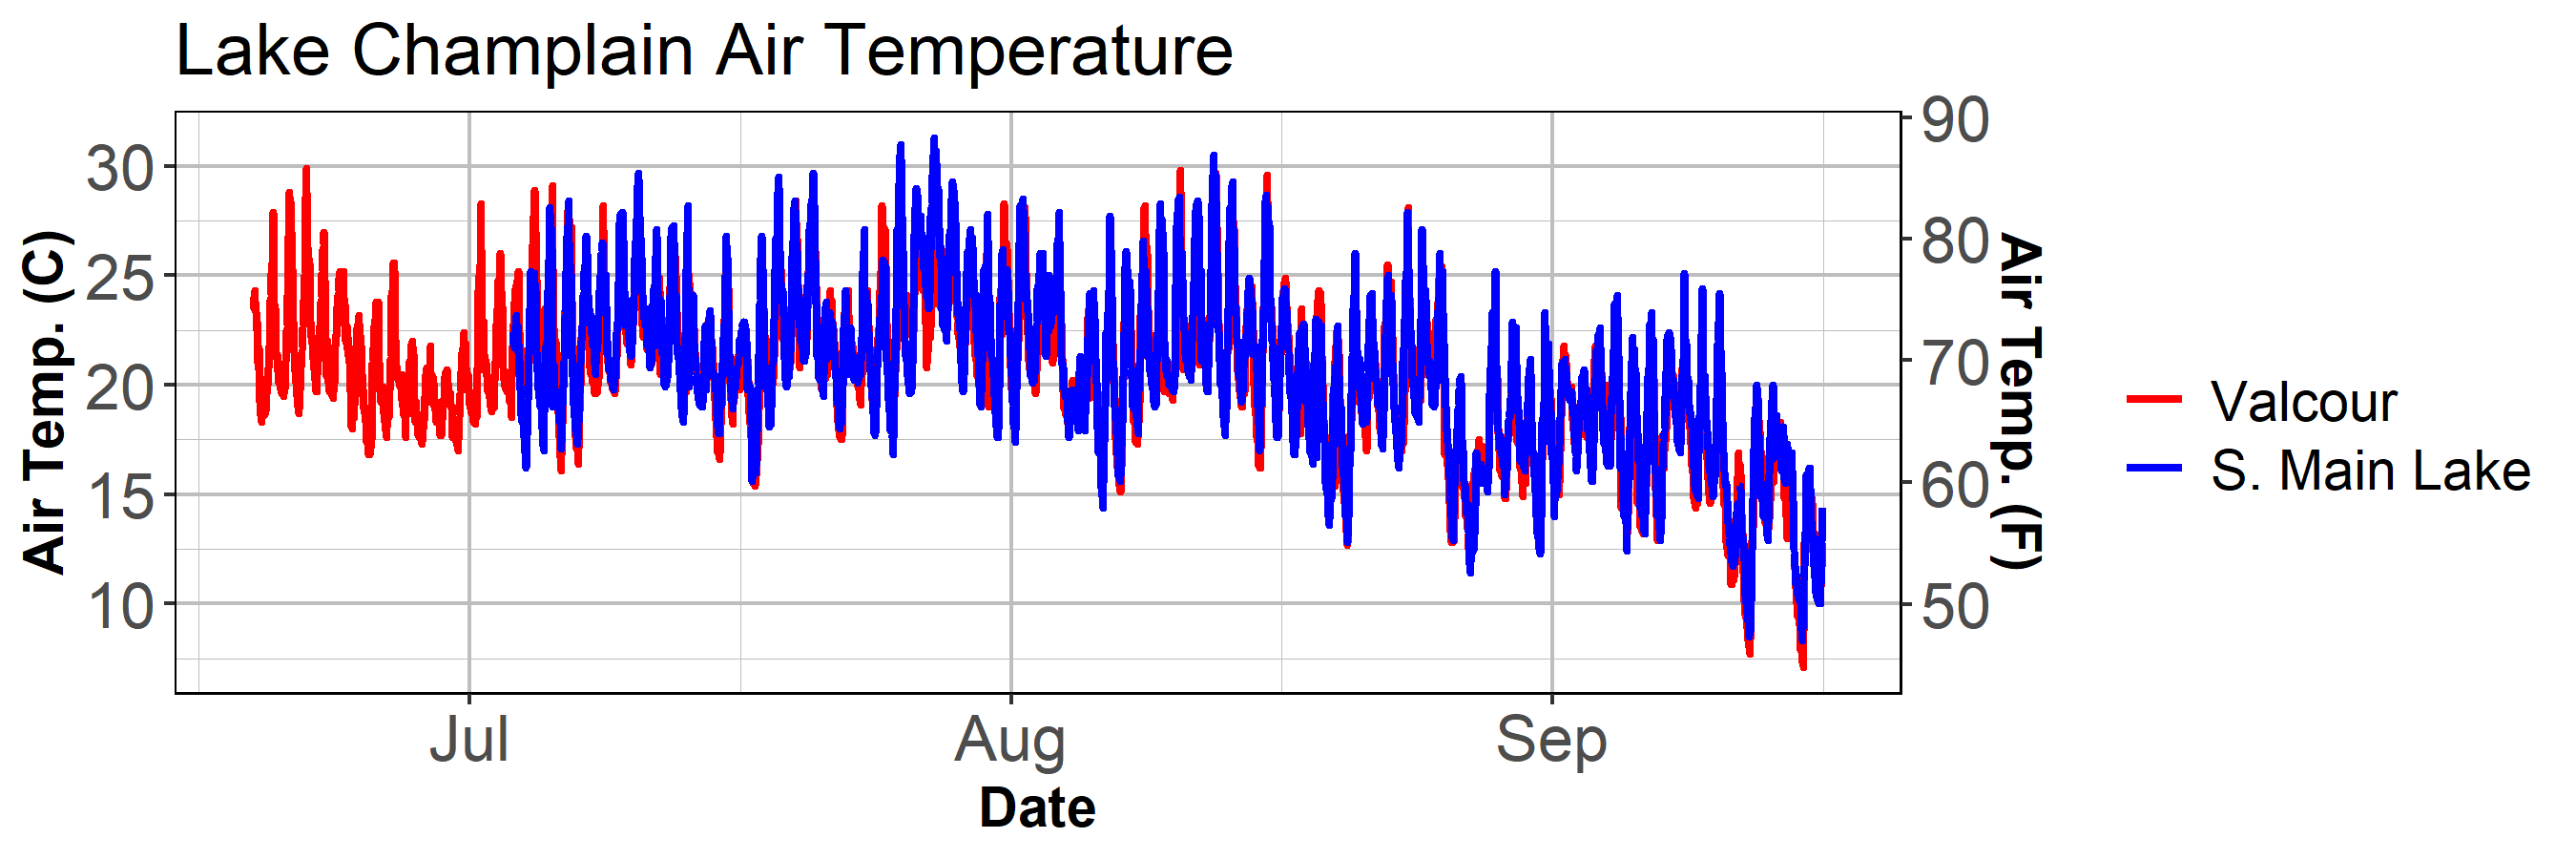 Lake Champlain Air Temperature
Air Temp. (C)
30
25
20
15
10
90
80
70
60
50
Air Temp. (F)
Jul
Aug
Sep
Date
Valcour
S. Main Lake